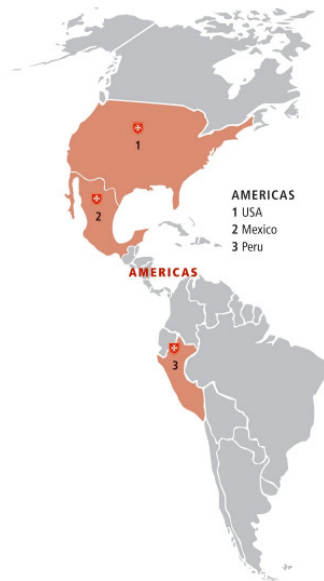 1
AMERICAS
1 USA
2 Mexico
3 Peru
2
AMERICAS
3